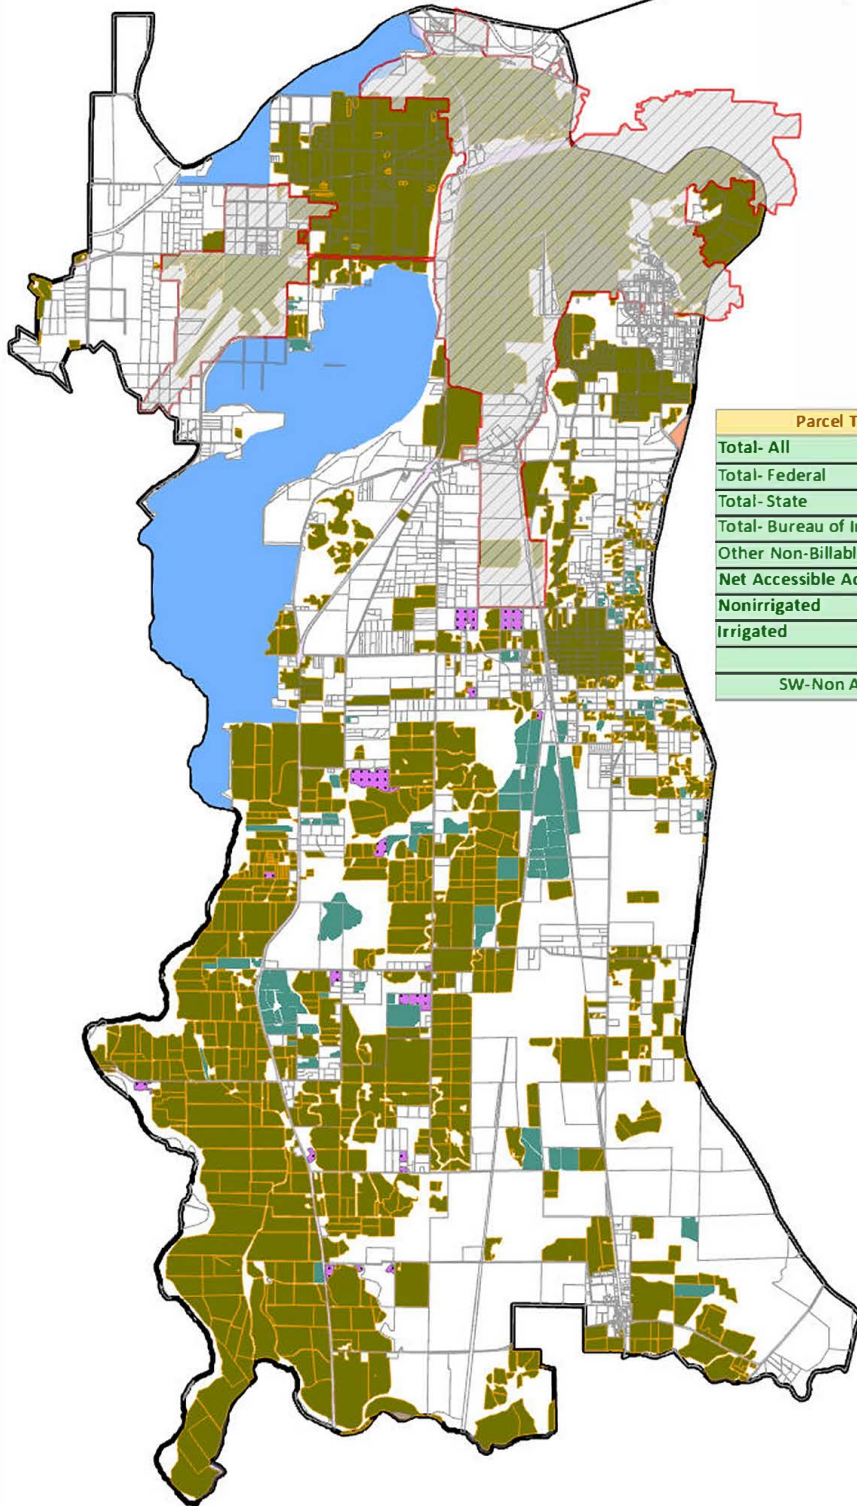 Parcel T
Total- All
Total- Federal
Total- State
Total- Bureau of I
Other Non-Billabl
Net Accessible Ac
Nonirrigated
Irrigated
SW-Non A